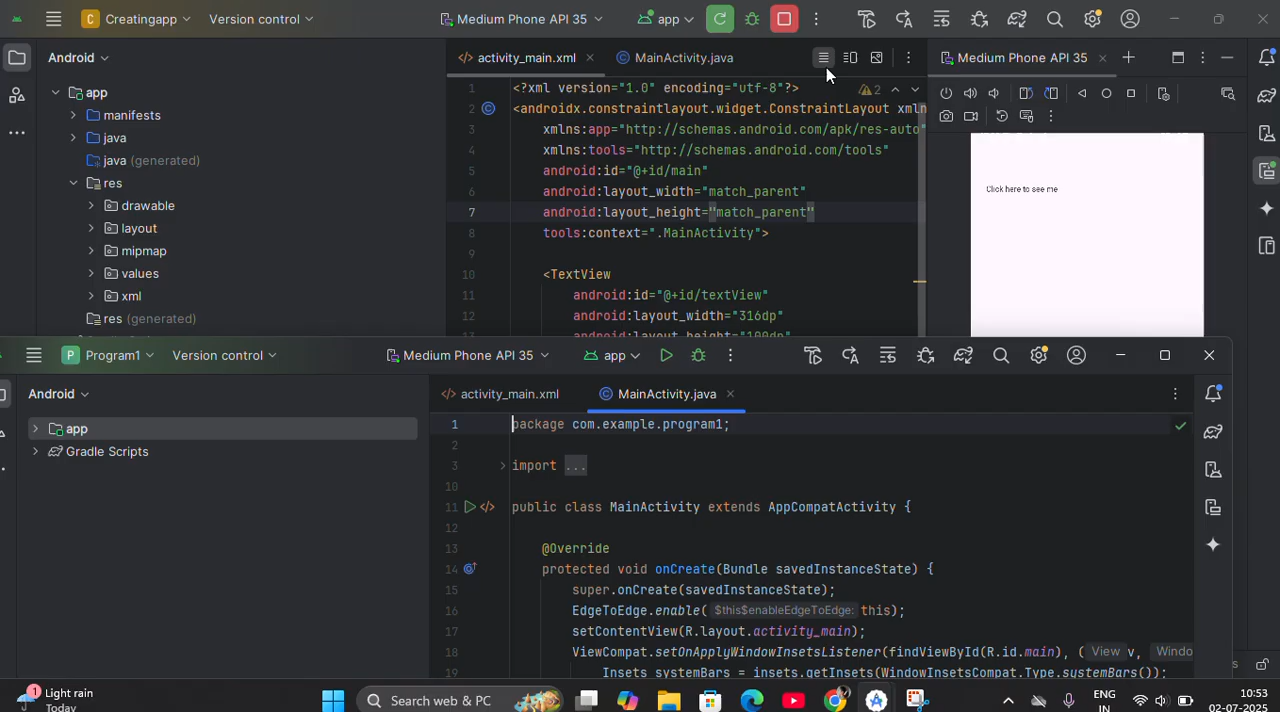 C Creatingapp Version control Medium Phone API 35 app
Android
activity_main.xml
MainActivity.java
Medium Phone API 35
app
manifests
java
java (generated)
res
drawable
layout
mipmap
values
xml
res (generated)
2
1 <?xml version="1.0" encoding="utf-8"?>
2 <androidx.constraintlayout.widget.ConstraintLayout xmln
3 xmlns:app="http://schemas.android.com/apk/res-auto"
4 xmlns:tools="http://schemas.android.com/tools"
5 android:id="@+id/main"
6 android:layout_width="match_parent"
7 android:layout_height="match_parent"
8 tools:context=".MainActivity">
9
10 <TextView
11 android:id="@+id/textView"
12 android:layout_width="316dp"
13 android:layout_height="100dp"
Click here to see me
P Program1 Version control Medium Phone API 35 app
Android
activity_main.xml
MainActivity.java
app
Gradle Scripts
1 package com.example.program1;
2
3 import ...
10
11 public class MainActivity extends AppCompatActivity {
12
13 @Override
14 protected void onCreate(Bundle savedInstanceState) {
15 super.onCreate(savedInstanceState);
16 EdgeToEdge.enable( $this$enableEdgeToEdge: this);
17 setContentView(R.layout.activity_main);
18 ViewCompat.setOnApplyWindowInsetsListener(findViewById(R.id.main), ( View v, Windo
19 Insets systemBars = insets.getInsets(WindowInsetsCompat.Type.systemBars());
s
1
Light rain
Today
Search web & PC
ENG
IN
10:53
02-07-2025